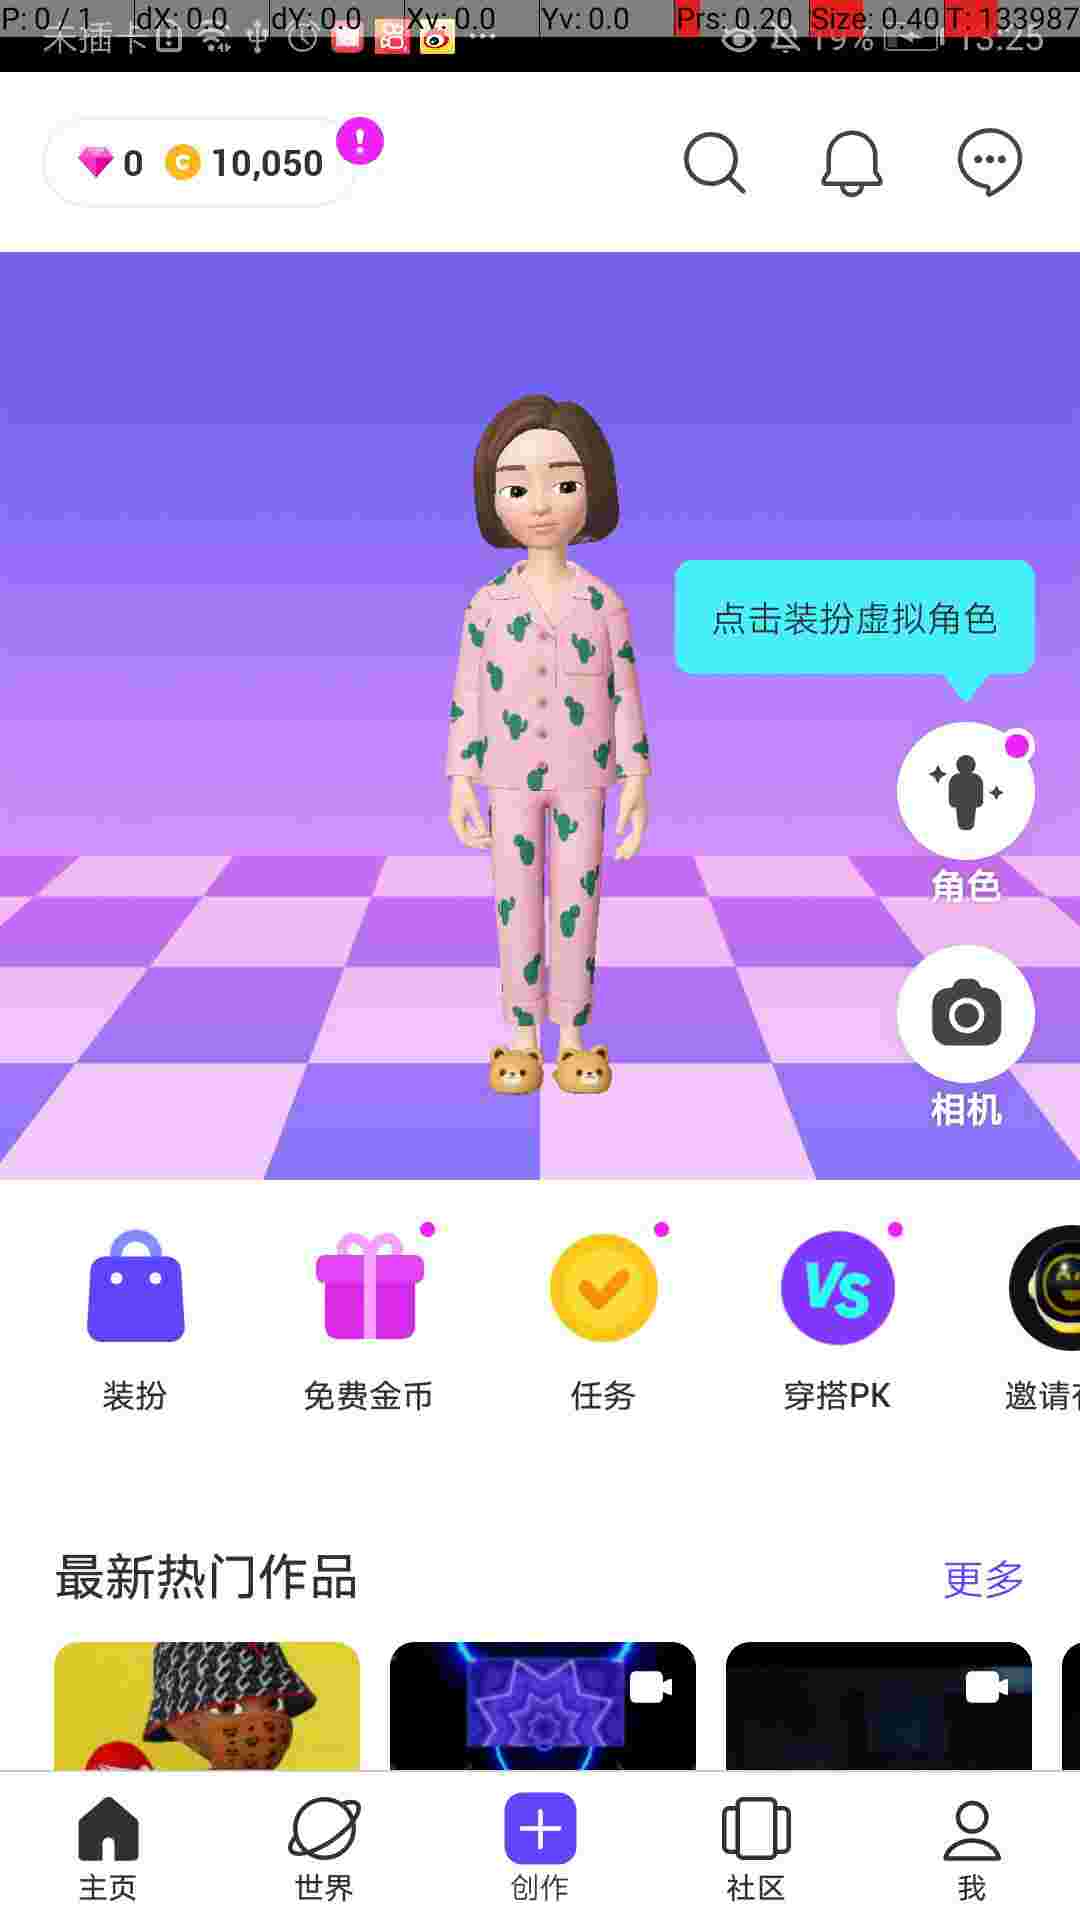 P: 0 / 1 dX: 0.0 dY: 0.0 Xv: 0.0 Yv: 0.0 Prs: 0.20 Size: 0.40 T: 133987
未插卡 19% 13:25
0 10,050
点击装扮虚拟角色
角色
相机
VS
装扮 免费金币 任务 穿搭PK 邀请
最新热门作品 更多
主页 世界 创作 社区 我